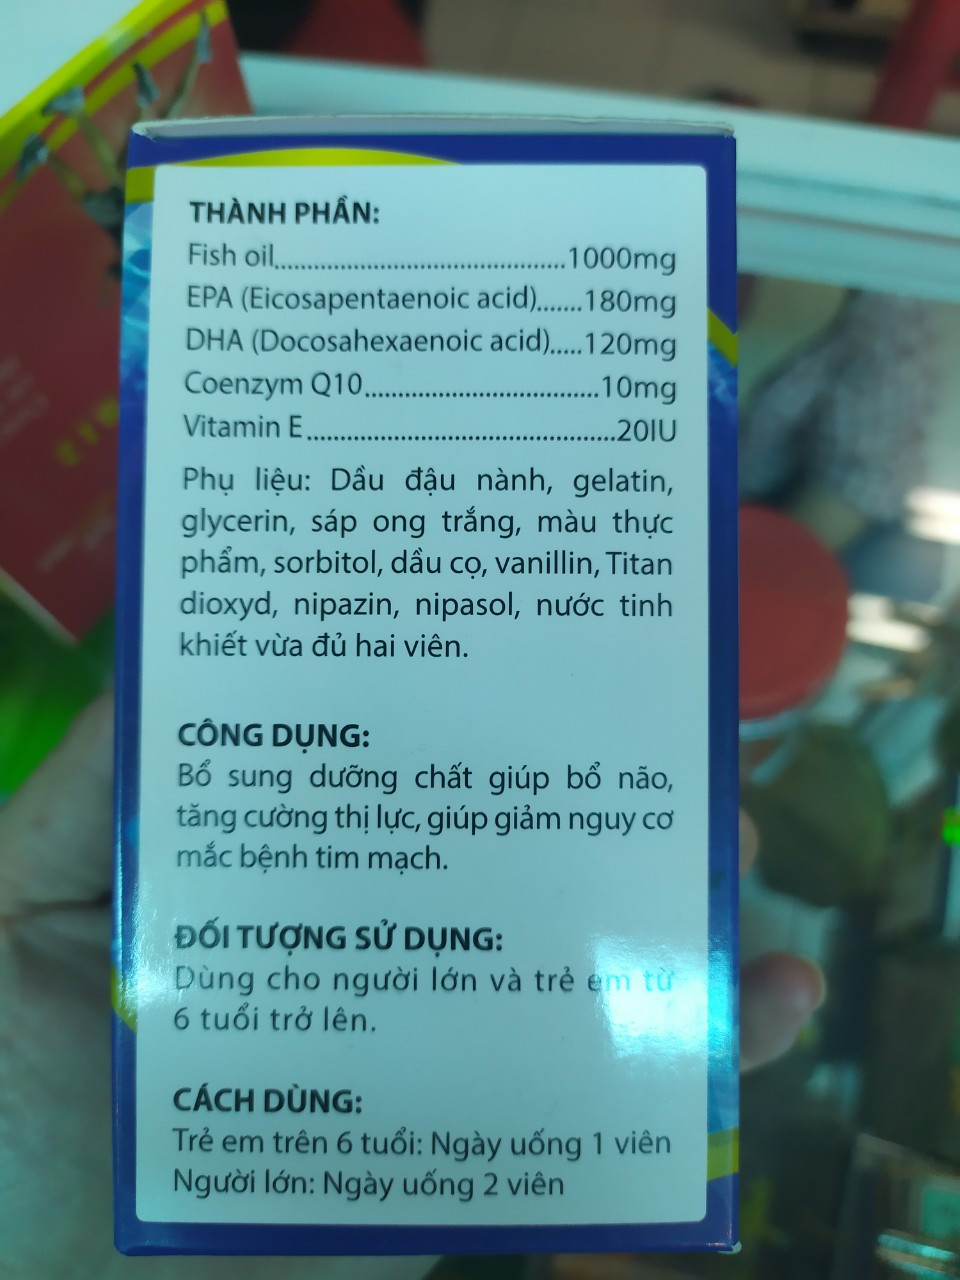 THÀNH PHẦN:
Fish oil......................................1000mg
EPA (Eicosapentaenoic acid).......180mg
DHA (Docosahexaenoic acid).....120mg
Coenzym Q10...............................10mg
Vitamin E........................................20IU
Phụ liệu: Dầu đậu nành, gelatin,
glycerin, sáp ong trắng, màu thực
phẩm, sorbitol, dầu cọ, vanillin, Titan
dioxyd, nipazin, nipasol, nước tinh
khiết vừa đủ hai viên.
CÔNG DỤNG:
Bổ sung dưỡng chất giúp bổ não,
tăng cường thị lực, giúp giảm nguy cơ
mắc bệnh tim mạch.
ĐỐI TƯỢNG SỬ DỤNG:
Dùng cho người lớn và trẻ em từ
6 tuổi trở lên.
CÁCH DÙNG:
Trẻ em trên 6 tuổi: Ngày uống 1 viên
Người lớn: Ngày uống 2 viên